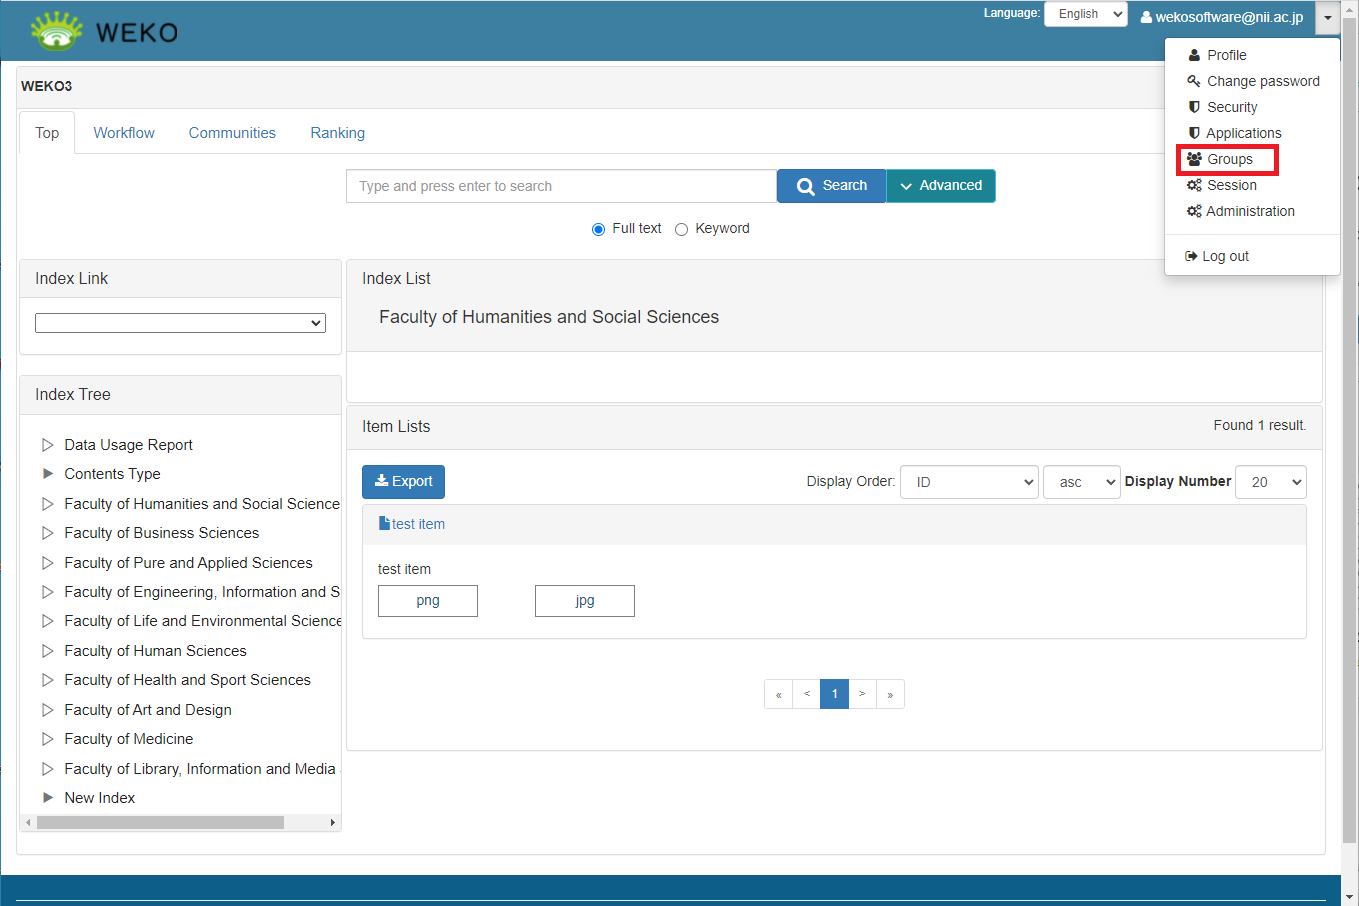 WEKO
Language: English
wekosoftware@nii.ac.jp
Profile
Change password
Security
Applications
Groups
Session
Administration
Log out
WEKO3
Top Workflow Communities Ranking
Type and press enter to search
Search
Advanced
Full text Keyword
Index Link
Index Tree
Data Usage Report
Contents Type
Faculty of Humanities and Social Science
Faculty of Business Sciences
Faculty of Pure and Applied Sciences
Faculty of Engineering, Information and S
Faculty of Life and Environmental Science
Faculty of Human Sciences
Faculty of Health and Sport Sciences
Faculty of Art and Design
Faculty of Medicine
Faculty of Library, Information and Media
New Index
Index List
Faculty of Humanities and Social Sciences
Item Lists
Found 1 result.
Export
Display Order: ID asc Display Number 20
test item
test item
png jpg
« < 1 > »